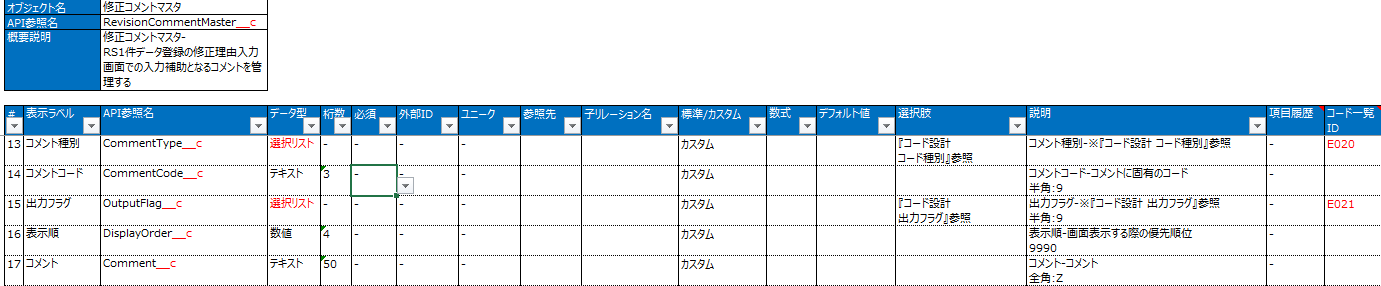 オブジェクト名 修正コメントマスタ
API参照名 RevisionCommentMaster__c
概要説明 修正コメントマスター-
RS1件データ登録の修正理由入力
画面での入力補助となるコメントを管
理する
# 表示ラベル API参照名 データ型 桁数 必須 外部ID ユニーク 参照先 子リレーション名 標準/カスタム 数式 デフォルト値 選択肢 説明 項目履歴 コード一覧
ID
13 コメント種別 CommentType__c 選択リスト - - - - カスタム 『コード設計 コメント種別-※『コード設計 コード種別』参照 - E020
コード種別』参照
14 コメントコード CommentCode__c テキスト 3 - - - カスタム コメントコード-コメントに固有のコード -
半角:9
15 出力フラグ OutputFlag__c 選択リスト - - - - カスタム 『コード設計 出力フラグ-※『コード設計 出力フラグ』参照 - E021
出力フラグ』参照 半角:9
16 表示順 DisplayOrder__c 数値 4 - - - カスタム 表示順-画面表示する際の優先順位 -
9990
17 コメント Comment__c テキスト 50 - - - カスタム コメント-コメント -
全角:Z